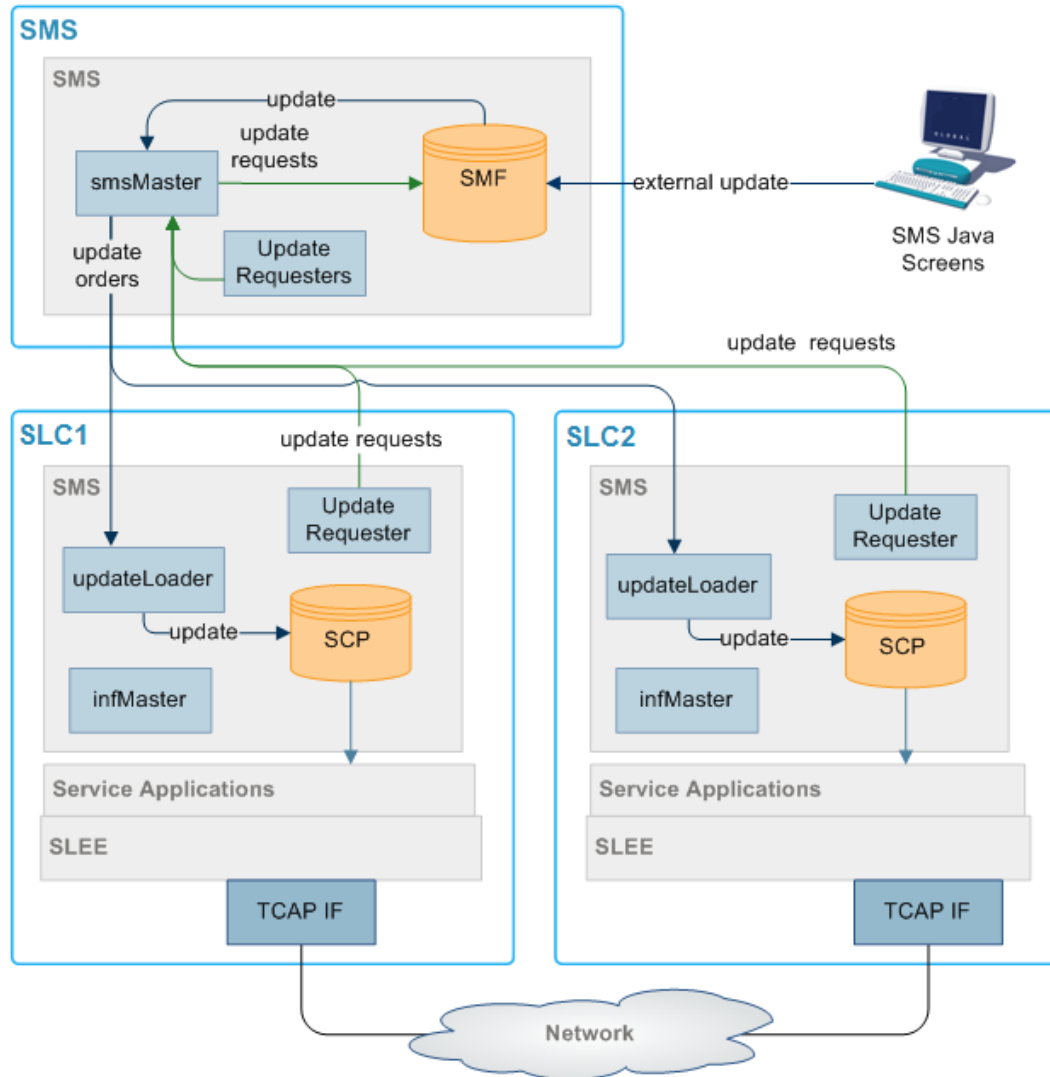 SMS
SMS
update
update
requests
smsMaster
SMF
external update
update
orders
Update
Requesters
GLOBAL
SMS Java
Screens
update requests
SLC1
update requests
SMS
Update
Requester
updateLoader
update
SCP
infMaster
Service Applications
SLEE
TCAP IF
SLC2
SMS
Update
Requester
updateLoader
update
SCP
infMaster
Service Applications
SLEE
TCAP IF
Network